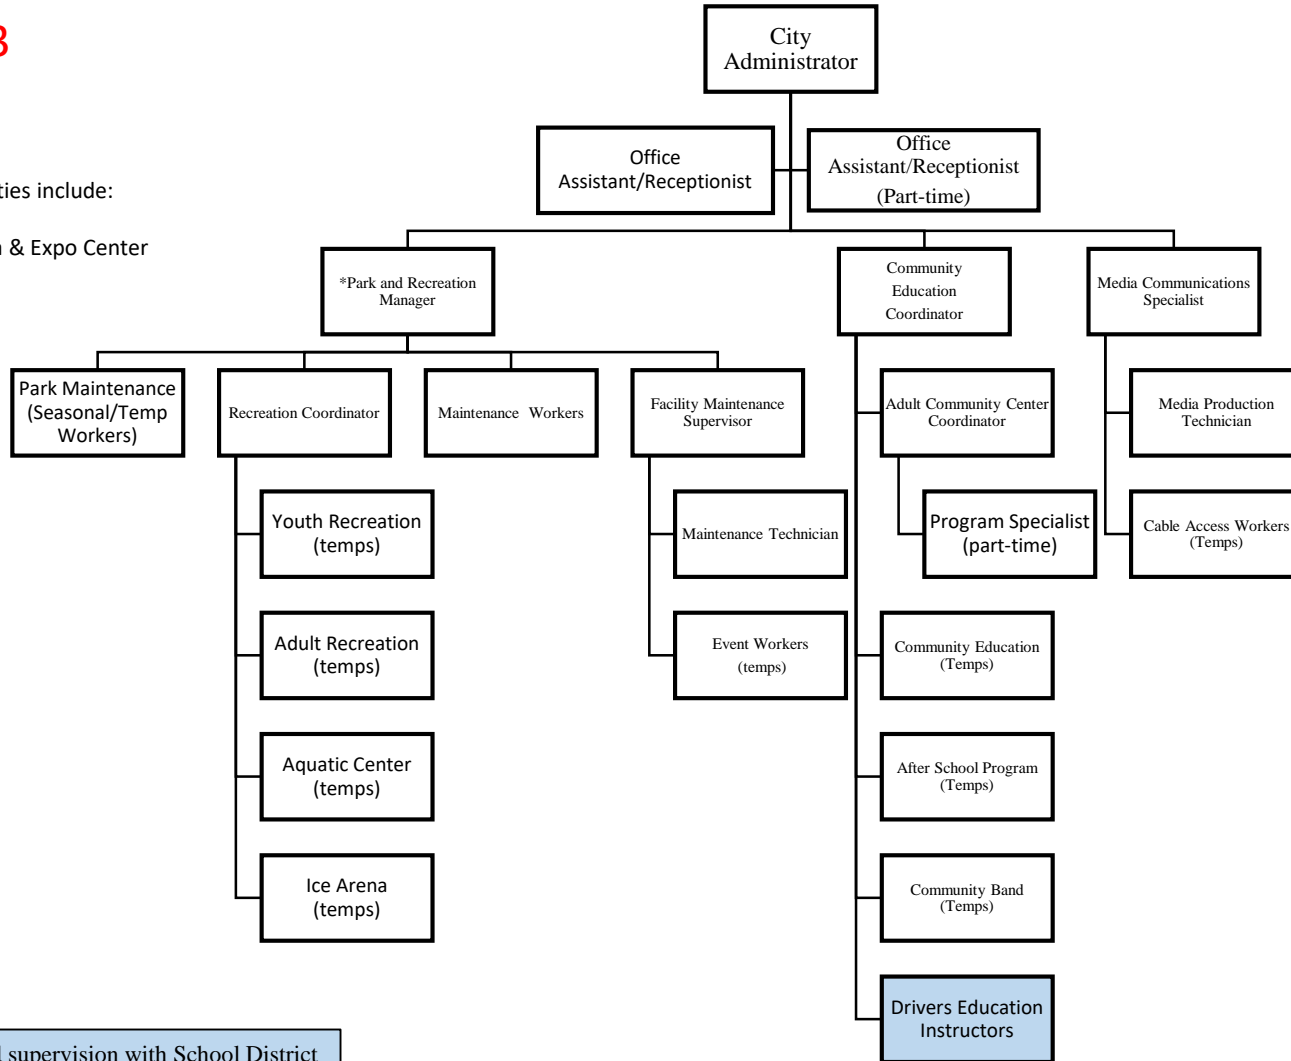 3
City
Administrator
Office
Assistant/Receptionist
Office
Assistant/Receptionist
(Part-time)
ties include:
& Expo Center
*Park and Recreation
Manager
Community
Education
Coordinator
Media Communications
Specialist
Park Maintenance
(Seasonal/Temp
Workers)
Recreation Coordinator
Maintenance Workers
Facility Maintenance
Supervisor
Adult Community Center
Coordinator
Media Production
Technician
Youth Recreation
(temps)
Maintenance Technician
Program Specialist
(part-time)
Cable Access Workers
(Temps)
Adult Recreation
(temps)
Event Workers
(temps)
Community Education
(Temps)
Aquatic Center
(temps)
After School Program
(Temps)
Ice Arena
(temps)
Community Band
(Temps)
Drivers Education
Instructors
supervision with School District